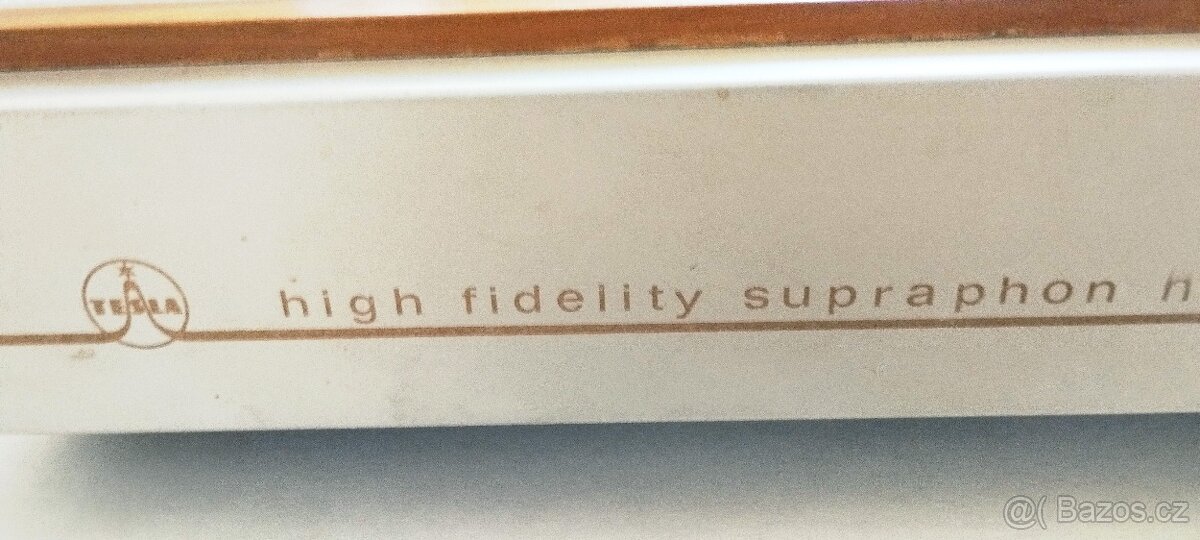 TESLA
high fidelity supraphon h
@( Bazos.cz